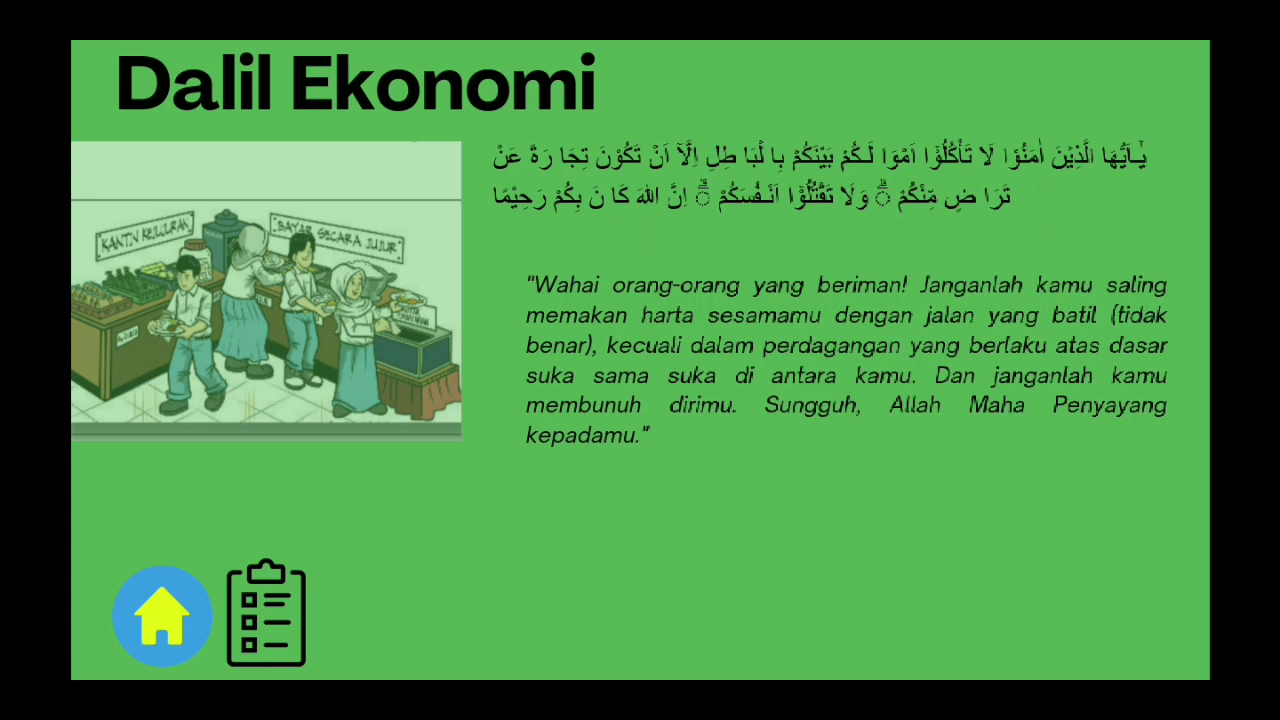 Dalil Ekonomi
يٰۤـاَيُّهَا الَّذِيْنَ اٰمَنُوْا لَا تَأْكُلُوْۤا اَمْوَا لَـكُمْ بَيْنَكُمْ بِا لْبَا طِلِ اِلَّاۤ اَنْ تَكُوْنَ تِجَا رَةً عَنْ
تَرَا ضٍ مِّنْكُمْ ۗ وَلَا تَقْتُلُوْۤا اَنْـفُسَكُمْ ۗ اِنَّ اللّٰهَ كَا نَ بِكُمْ رَحِيْمًا
KANTIN KEJUJURAN
BAYAR SECARA JUJUR
"Wahai orang-orang yang beriman! Janganlah kamu saling
memakan harta sesamamu dengan jalan yang batil (tidak
benar), kecuali dalam perdagangan yang berlaku atas dasar
suka sama suka di antara kamu. Dan janganlah kamu
membunuh dirimu. Sungguh, Allah Maha Penyayang
kepadamu."